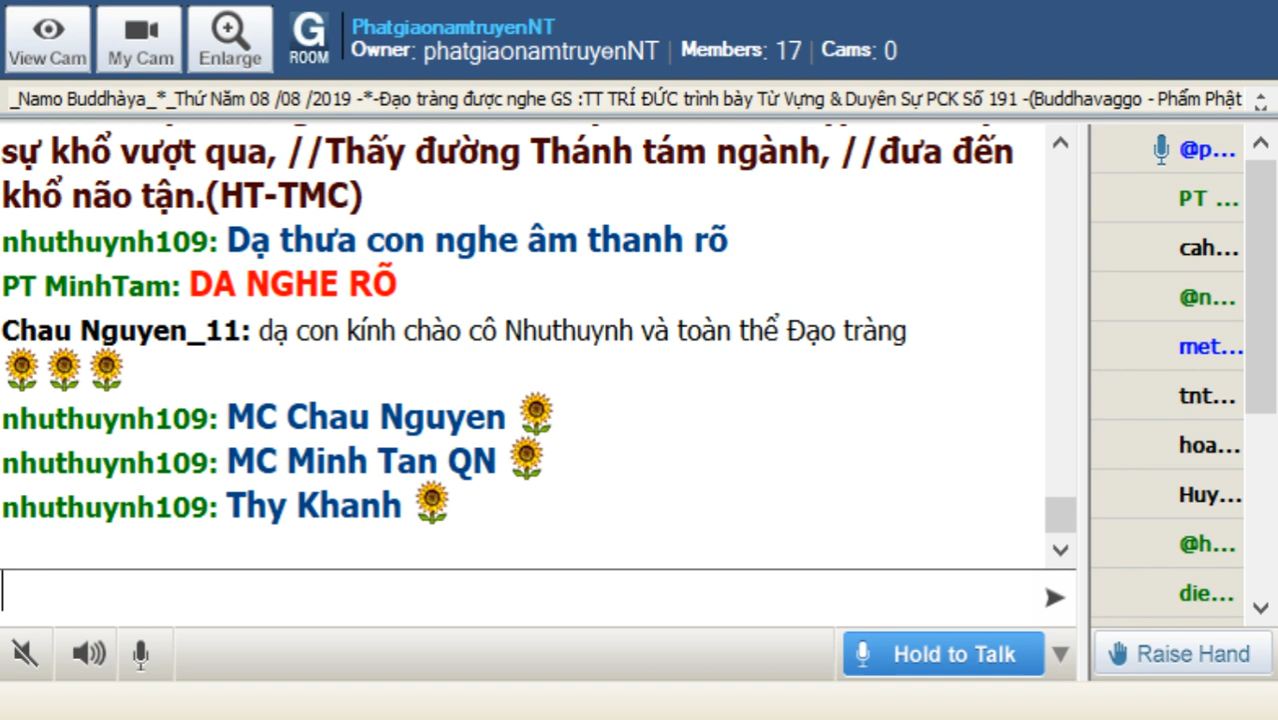 View Cam
My Cam
Enlarge
G
ROOM
PhatgiaonamtruyenNT
Owner: phatgiaonamtruyenNT | Members: 17 | Cams: 0
_Namo Buddhàya_*_Thứ Năm 08 /08 /2019 -*-Đạo tràng được nghe GS :TT TRÍ ĐỨC trình bày Từ Vựng & Duyên Sự PCK Số 191 -(Buddhavaggo - Phẩm Phật
sự khổ vượt qua, //Thấy đường Thánh tám ngành, //đưa đến
khổ não tận.(HT-TMC)
nhuthuynh109: Dạ thưa con nghe âm thanh rõ
PT MinhTam: DA NGHE RÕ
Chau Nguyen_11: dạ con kính chào cô Nhuthuynh và toàn thể Đạo tràng
nhuthuynh109: MC Chau Nguyen
nhuthuynh109: MC Minh Tan QN
nhuthuynh109: Thy Khanh
@p...
PT ...
cah...
@n...
met...
tnt...
hoa...
Huy...
@h...
die...
Hold to Talk
Raise Hand